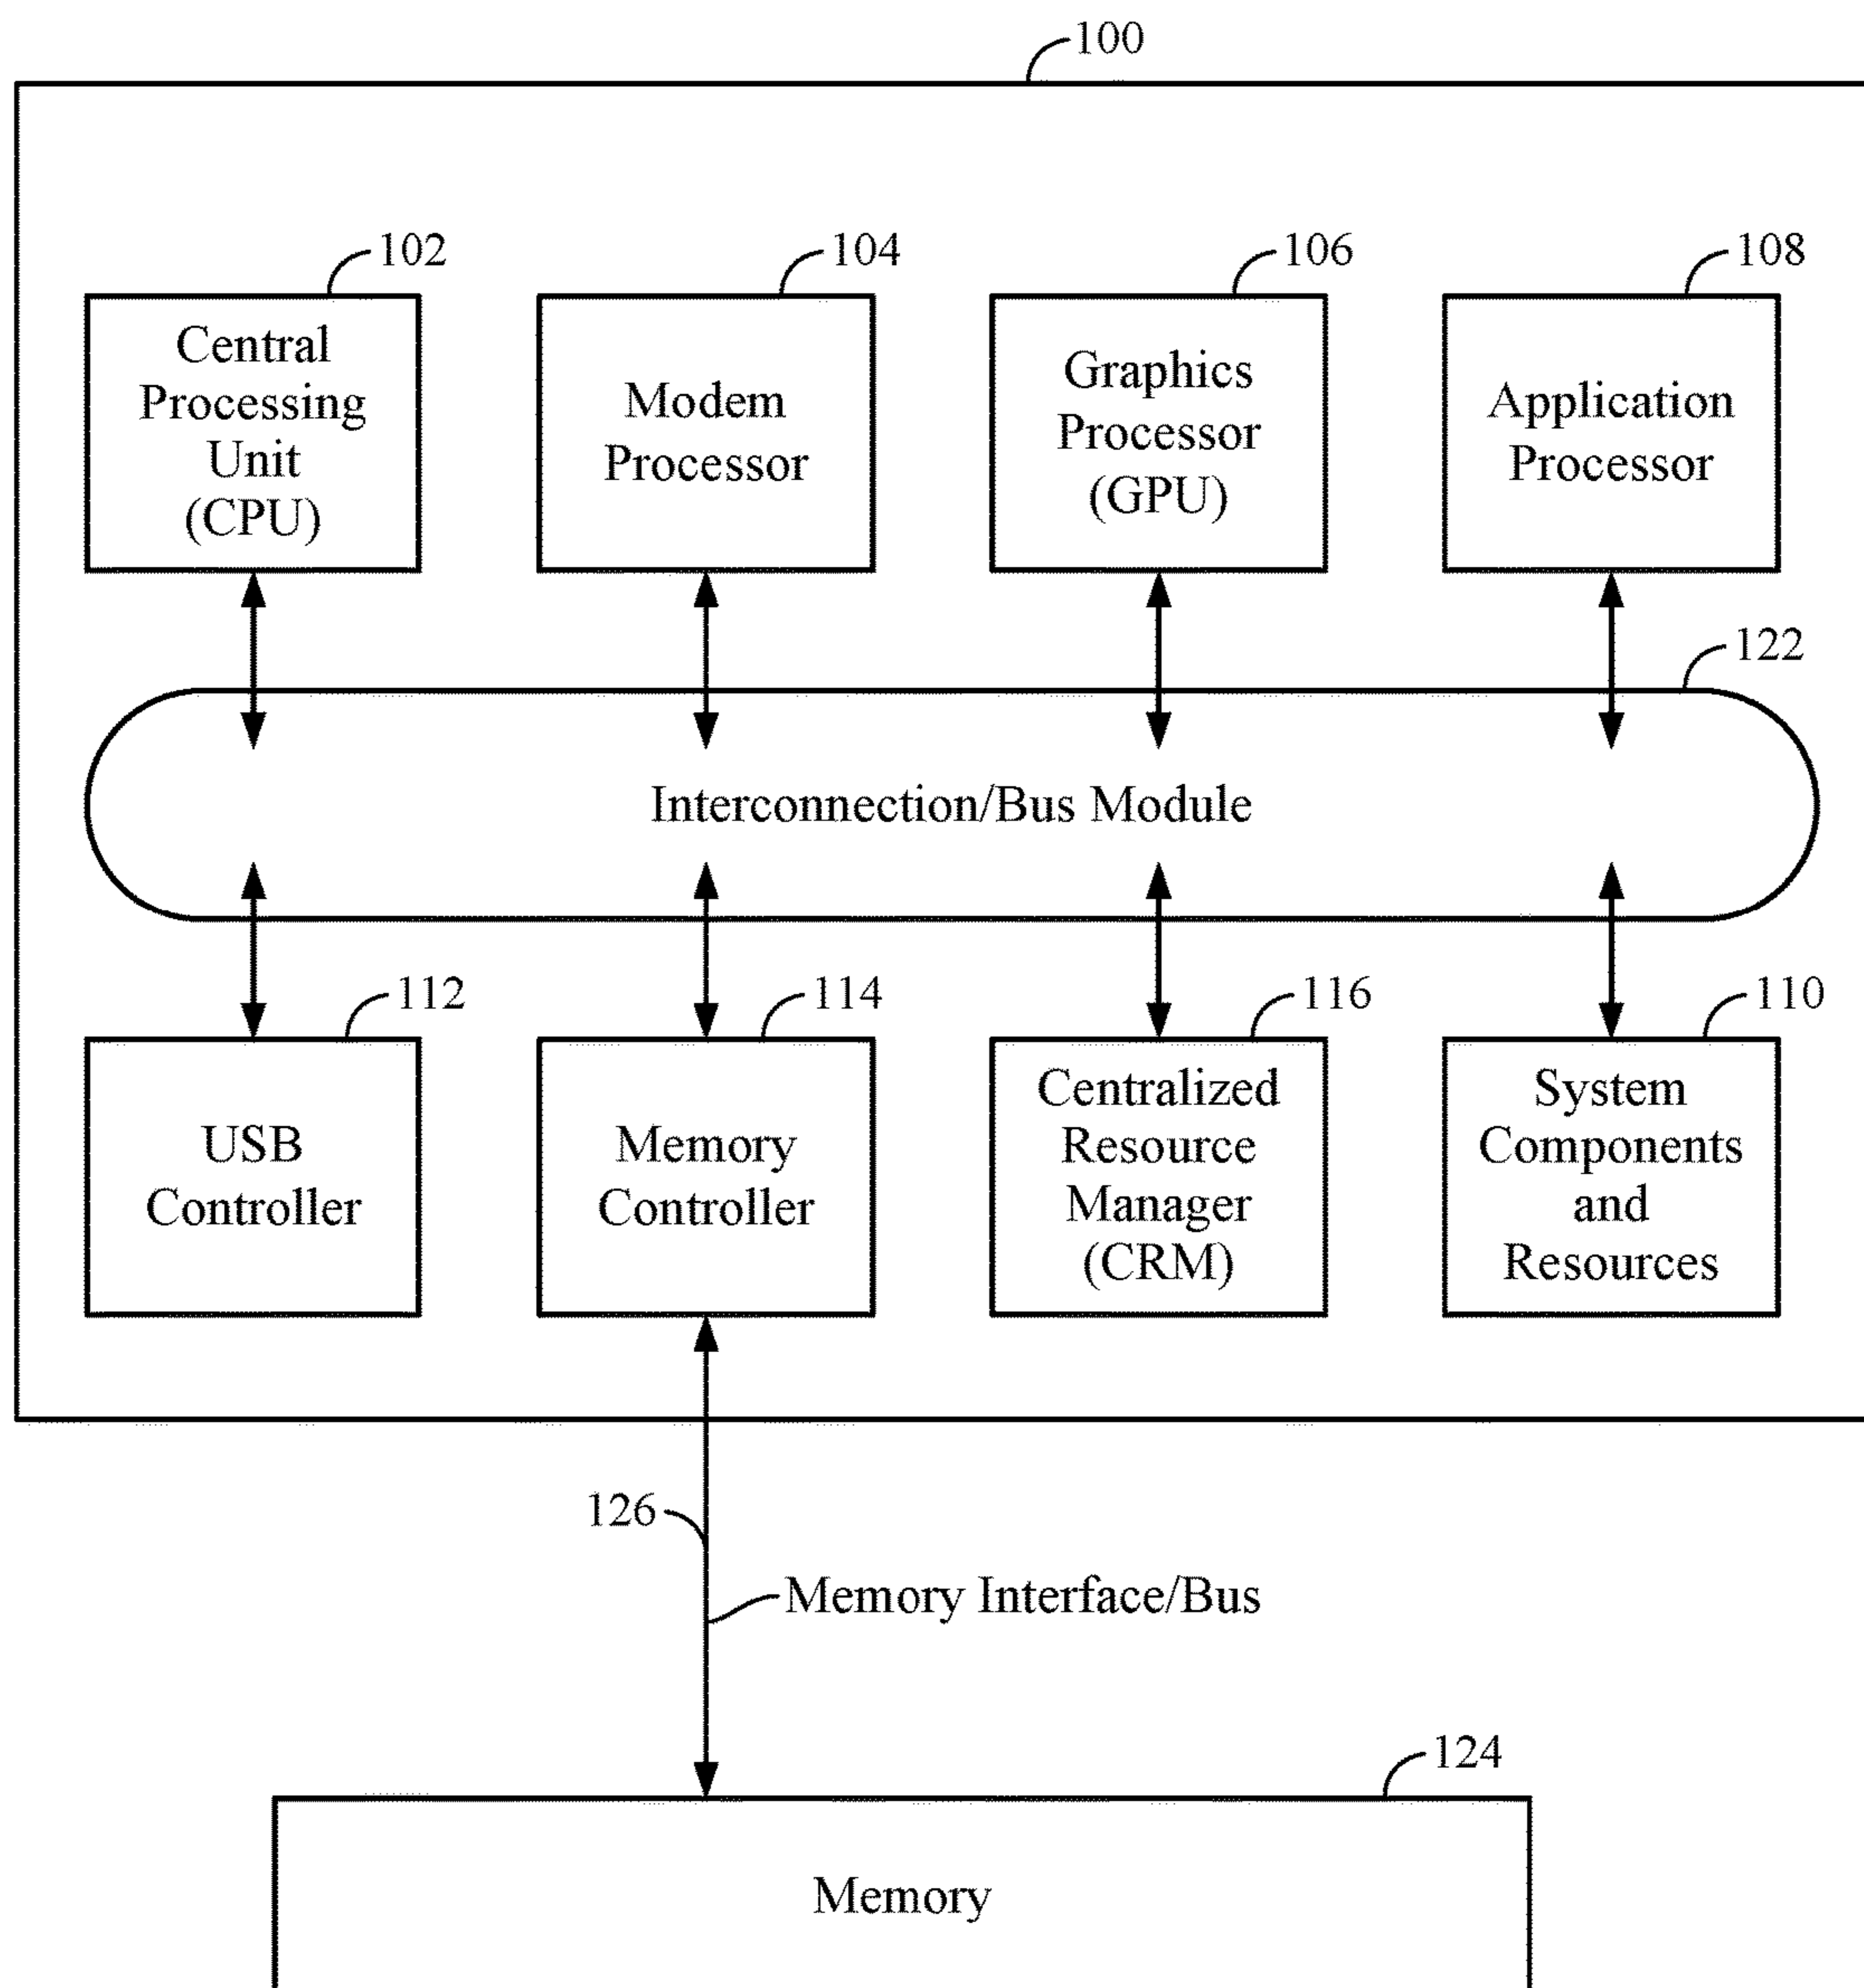 100
102
104
106
108
Central
Processing
Unit
(CPU)
Modem
Processor
Graphics
Processor
(GPU)
Application
Processor
122
Interconnection/Bus Module
112
114
116
110
USB
Controller
Memory
Controller
Centralized
Resource
Manager
(CRM)
System
Components
and
Resources
126
Memory Interface/Bus
124
Memory